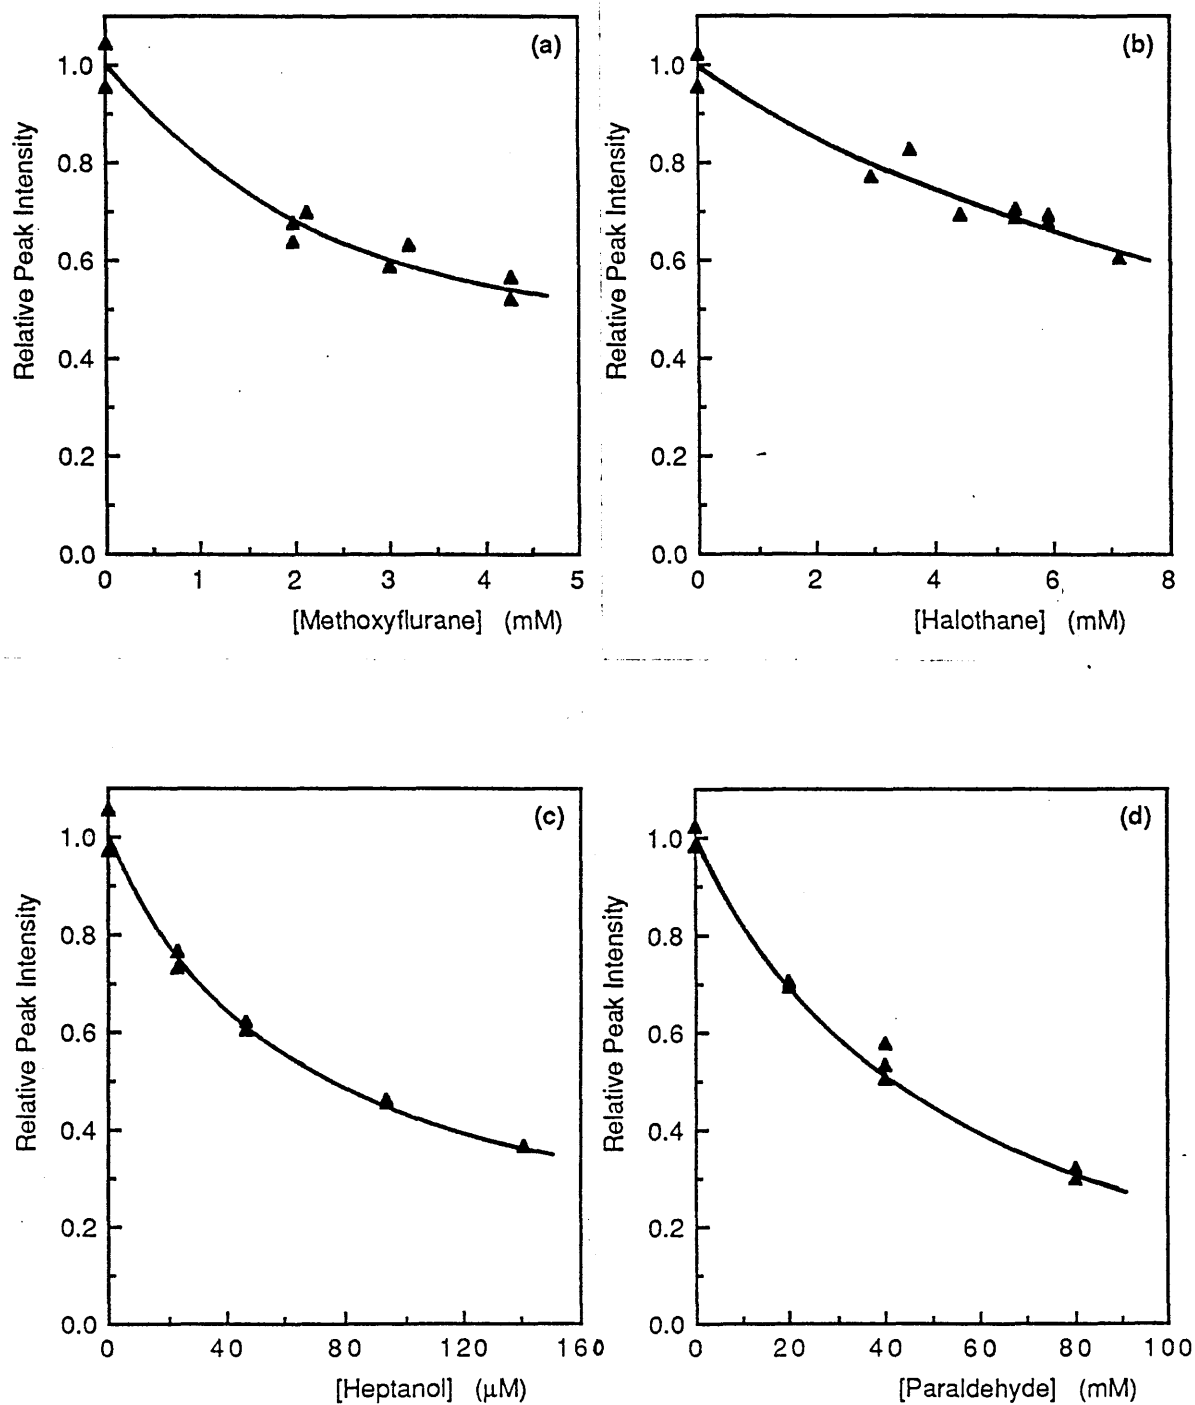 (a)
1.0
0.8
0.6
0.4
0.2
0.0
Relative Peak Intensity
0 1 2 3 4 5
[Methoxyflurane] (mM)
(b)
1.0
0.8
0.6
0.4
0.2
0.0
Relative Peak Intensity
0 2 4 6 8
[Halothane] (mM)
(c)
1.0
0.8
0.6
0.4
0.2
0.0
Relative Peak Intensity
0 40 80 120 160
[Heptanol] (μM)
(d)
1.0
0.8
0.6
0.4
0.2
0.0
Relative Peak Intensity
0 20 40 60 80 100
[Paraldehyde] (mM)